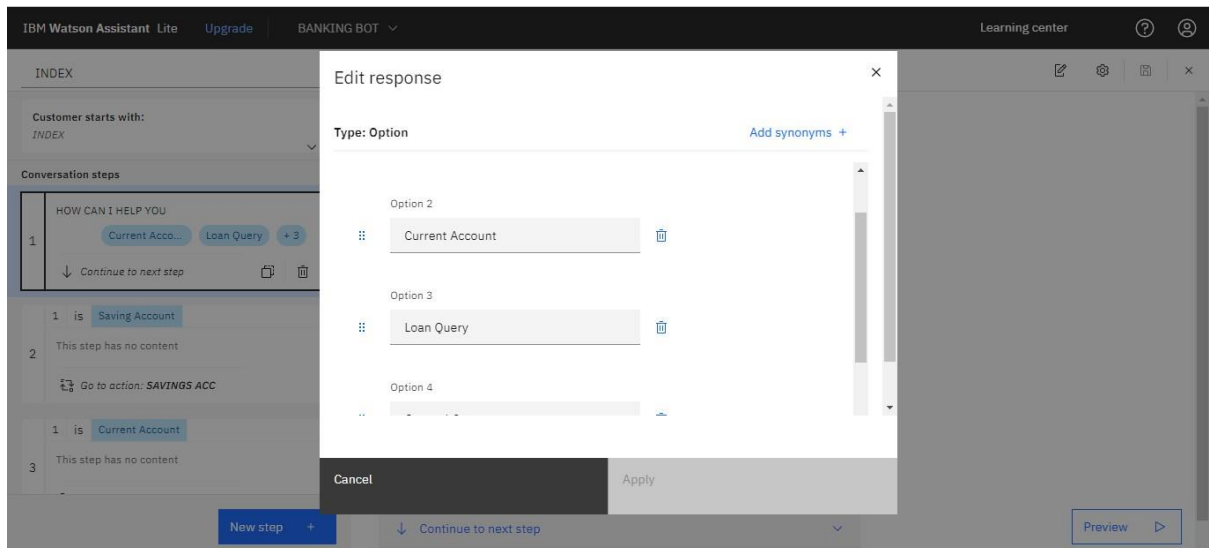 IBM Watson Assistant Lite Upgrade BANKING BOT Learning center
INDEX
Customer starts with:
INDEX
Conversation steps
1
HOW CAN I HELP YOU
Current Acco... Loan Query + 3
Continue to next step
2
1 is Saving Account
This step has no content
Go to action: SAVINGS ACC
3
1 is Current Account
This step has no content
New step +
Edit response
Type: Option Add synonyms +
Option 2
Current Account
Option 3
Loan Query
Option 4
Cancel Apply
Continue to next step
Preview